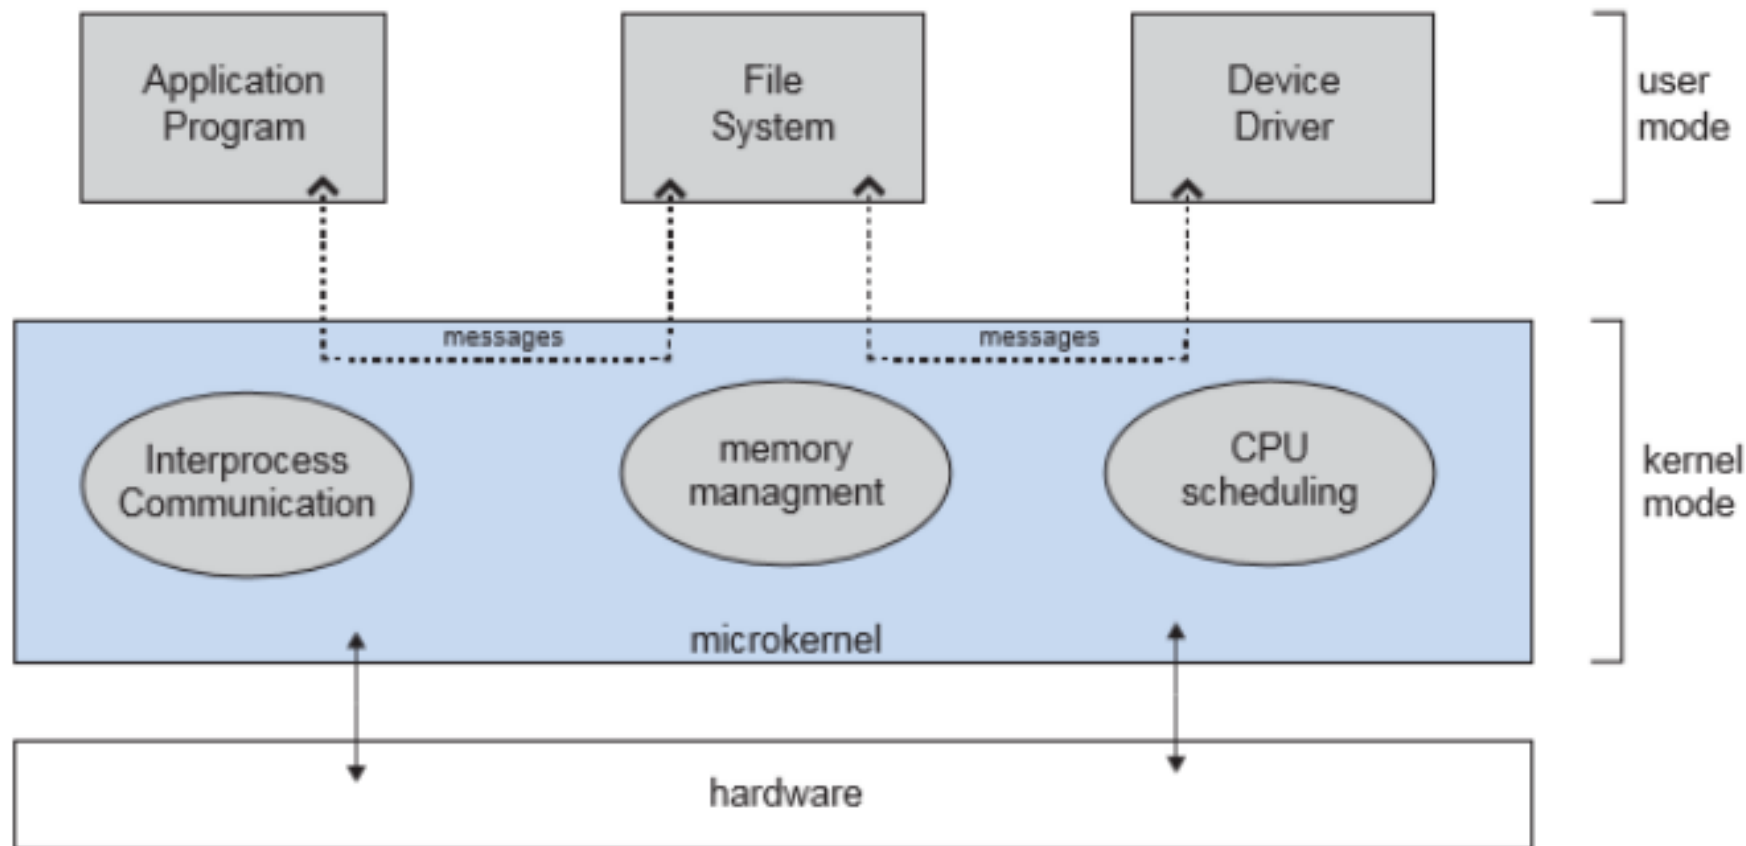 Application
Program
File
System
Device
Driver
user
mode
messages
messages
Interprocess
Communication
memory
managment
CPU
scheduling
kernel
mode
microkernel
hardware